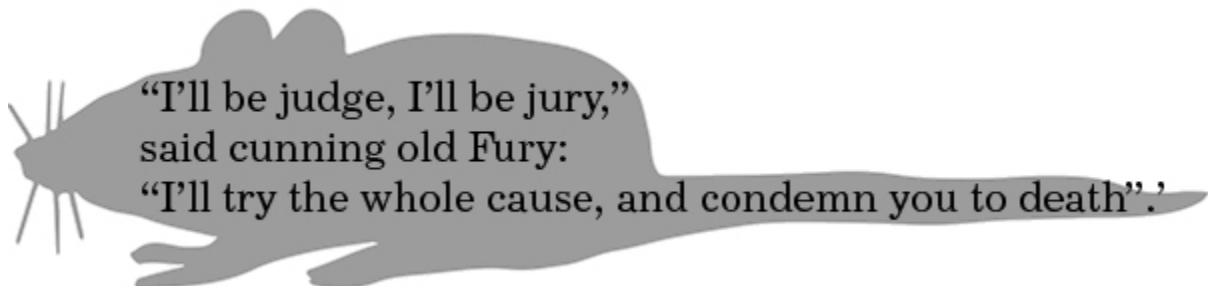 “I’ll be judge, I’ll be jury,”
said cunning old Fury:
“I’ll try the whole cause, and condemn you to death”.’